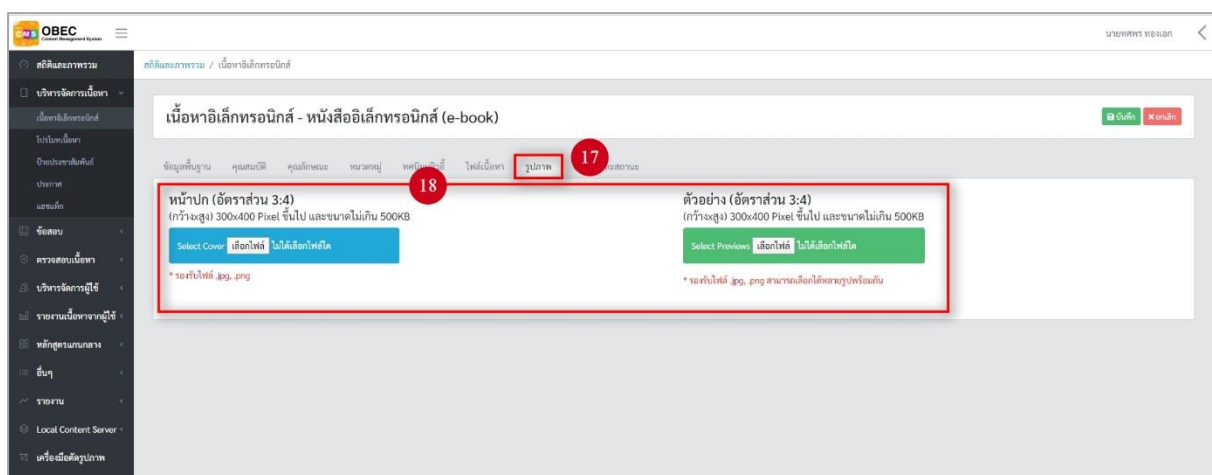 CMS OBEC
Content Management System
นายทศพร ทองเอก
สถิติและภาพรวม
สถิติและภาพรวม / เนื้อหาอิเล็กทรอนิกส์
บริหารจัดการเนื้อหา
เนื้อหาอิเล็กทรอนิกส์
โปรโมทเนื้อหา
ป้ายประชาสัมพันธ์
ประกาศ
แฮชแท็ก
ข้อสอบ
ตรวจสอบเนื้อหา
บริหารจัดการผู้ใช้
รายงานเนื้อหาจากผู้ใช้
หลักสูตรแกนกลาง
อื่นๆ
รายงาน
Local Content Server
เครื่องมือตัดรูปภาพ
เนื้อหาอิเล็กทรอนิกส์ - หนังสืออิเล็กทรอนิกส์ (e-book)
บันทึก ยกเลิก
ข้อมูลพื้นฐาน คุณสมบัติ คุณลักษณะ หมวดหมู่ ไฟล์เนื้อหา รูปภาพ 17
18
หน้าปก (อัตราส่วน 3:4)
(กว้างxสูง) 300x400 Pixel ขึ้นไป และขนาดไม่เกิน 500KB
Select Cover เลือกไฟล์ ไม่ได้เลือกไฟล์ใด
* รองรับไฟล์ .jpg, .png
ตัวอย่าง (อัตราส่วน 3:4)
(กว้างxสูง) 300x400 Pixel ขึ้นไป และขนาดไม่เกิน 500KB
Select Previews เลือกไฟล์ ไม่ได้เลือกไฟล์ใด
* รองรับไฟล์ .jpg, .png สามารถเลือกได้หลายรูปพร้อมกัน